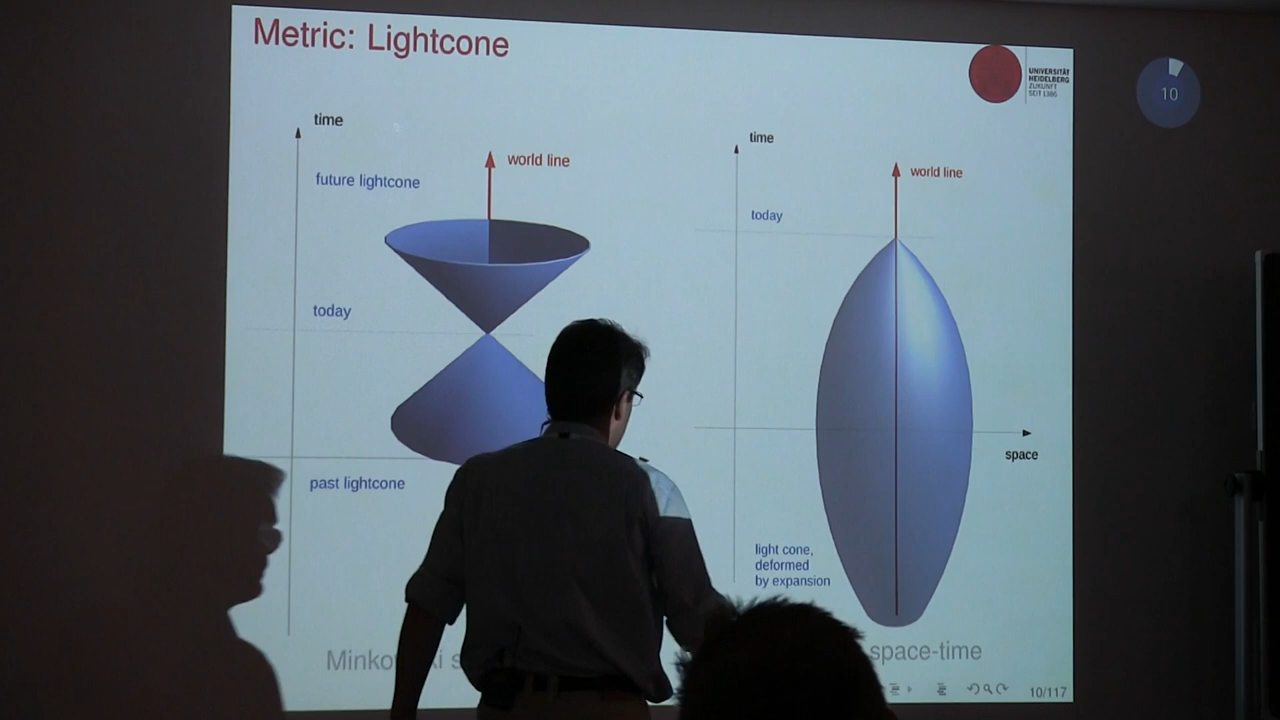 Metric: Lightcone
UNIVERSITÄT
HEIDELBERG
ZUKUNFT
SEIT 1386
10
time
world line
future lightcone
today
past lightcone
time
world line
today
space
light cone,
deformed
by expansion
space-time
10/117